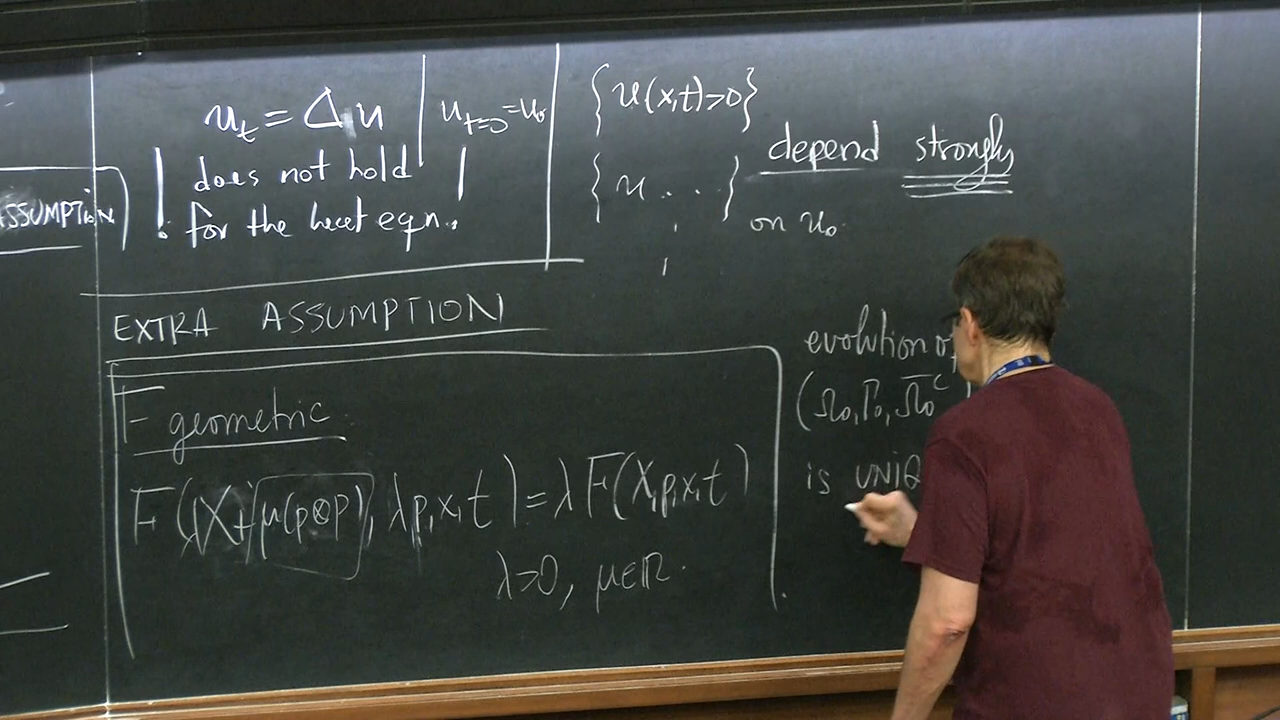 SSUMPTION
u_t = Δu | u_{t=0}=u_0
! does not hold !
for the heat eqn.
{u(x,t)>0}
{u . . . }
depend strongly
on u_0.
EXTRA ASSUMPTION
F geometric
F(λX+μ(p⊗p), λp,x,t) = λF(X,p,x,t)
λ>0, μ∈ℝ.
evolution of
(Ω_0, Γ_0, Ω̄_0^c)
is UNIQ